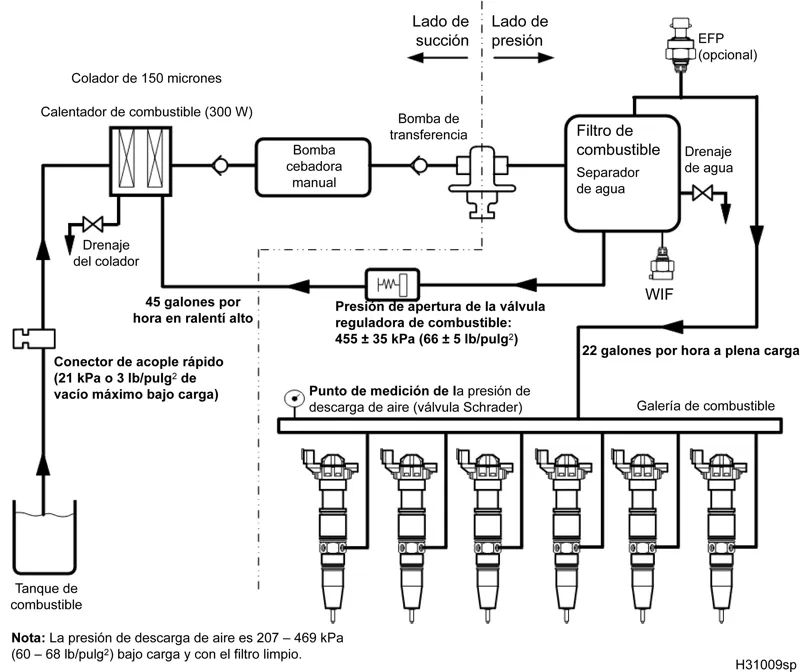 Lado de
succión
Lado de
presión
EFP
(opcional)
Colador de 150 micrones
Calentador de combustible (300 W)
Bomba
cebadora
manual
Bomba de
transferencia
Filtro de
combustible
Separador
de agua
Drenaje
de agua
Drenaje
del colador
WIF
45 galones por
hora en ralentí alto
Presión de apertura de la válvula
reguladora de combustible:
455 ± 35 kPa (66 ± 5 lb/pulg²)
22 galones por hora a plena carga
Conector de acople rápido
(21 kPa o 3 lb/pulg² de
vacío máximo bajo carga)
Punto de medición de la presión de
descarga de aire (válvula Schrader)
Galería de combustible
Tanque de
combustible
Nota: La presión de descarga de aire es 207 – 469 kPa
(60 – 68 lb/pulg²) bajo carga y con el filtro limpio.
H31009sp